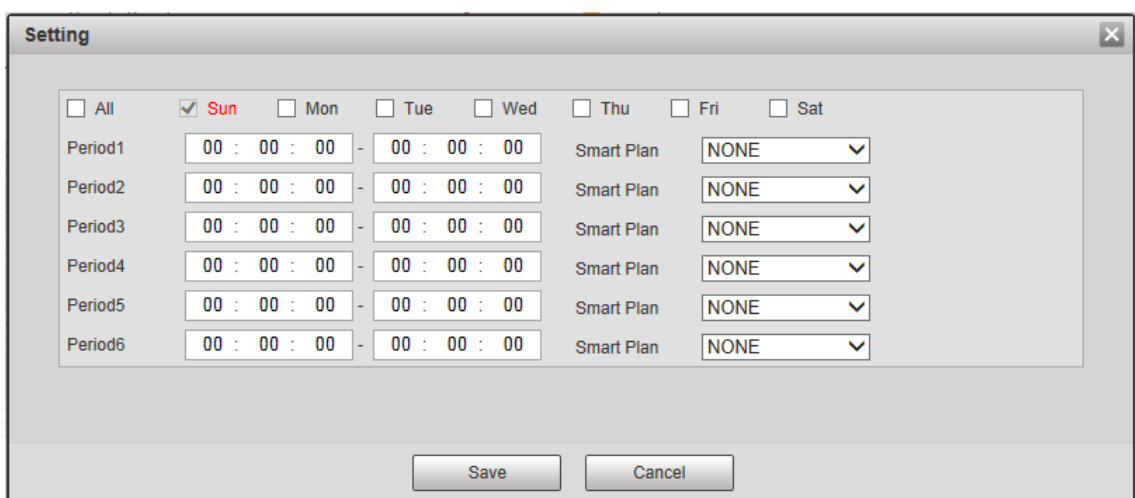 Setting
All Sun Mon Tue Wed Thu Fri Sat
Period1 00 : 00 : 00 - 00 : 00 : 00 Smart Plan NONE
Period2 00 : 00 : 00 - 00 : 00 : 00 Smart Plan NONE
Period3 00 : 00 : 00 - 00 : 00 : 00 Smart Plan NONE
Period4 00 : 00 : 00 - 00 : 00 : 00 Smart Plan NONE
Period5 00 : 00 : 00 - 00 : 00 : 00 Smart Plan NONE
Period6 00 : 00 : 00 - 00 : 00 : 00 Smart Plan NONE
Save Cancel